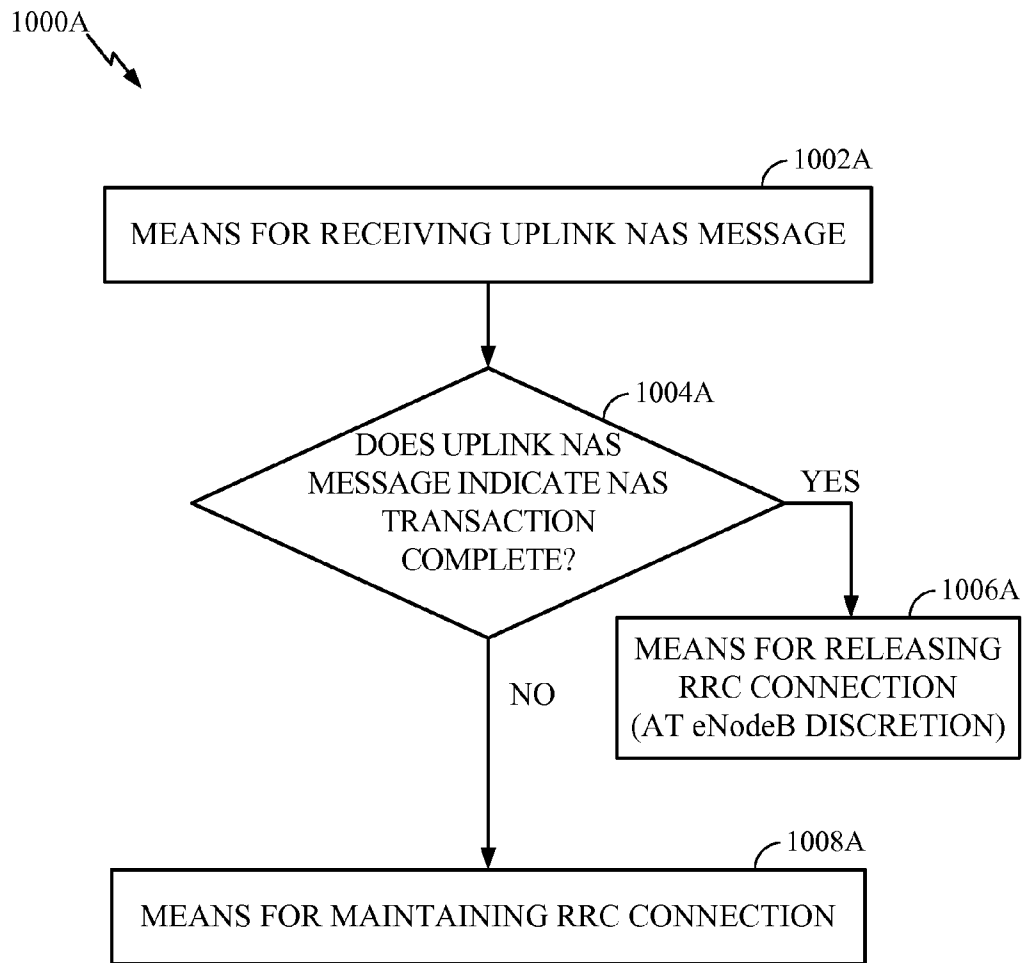 1000A
1002A
MEANS FOR RECEIVING UPLINK NAS MESSAGE
1004A
DOES UPLINK NAS
MESSAGE INDICATE NAS
TRANSACTION
COMPLETE?
YES
1006A
MEANS FOR RELEASING
RRC CONNECTION
(AT eNodeB DISCRETION)
NO
1008A
MEANS FOR MAINTAINING RRC CONNECTION